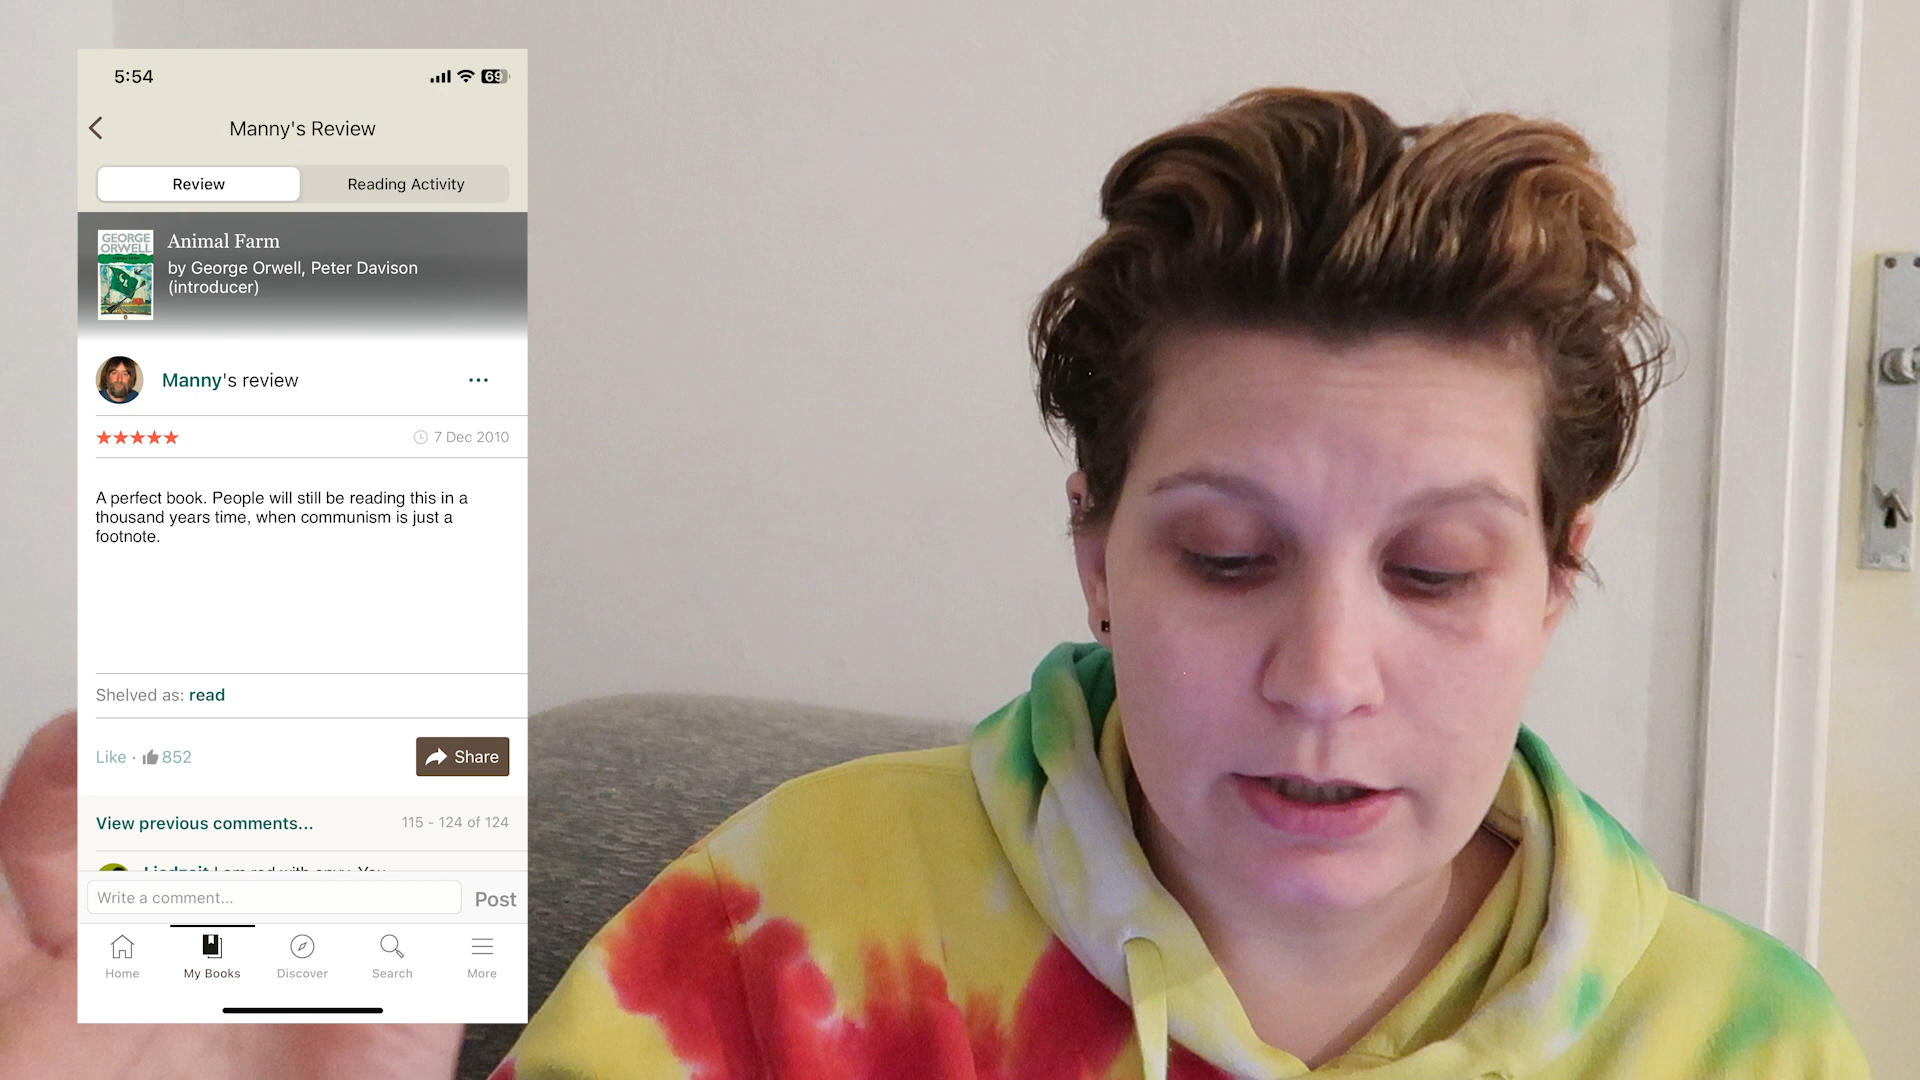 5:54
69
Manny's Review
Review
Reading Activity
GEORGE
ORWELL
Animal Farm
by George Orwell, Peter Davison
(introducer)
Manny's review
7 Dec 2010
A perfect book. People will still be reading this in a
thousand years time, when communism is just a
footnote.
Shelved as: read
Like · 852
Share
View previous comments...
115 - 124 of 124
Write a comment...
Post
Home
My Books
Discover
Search
More